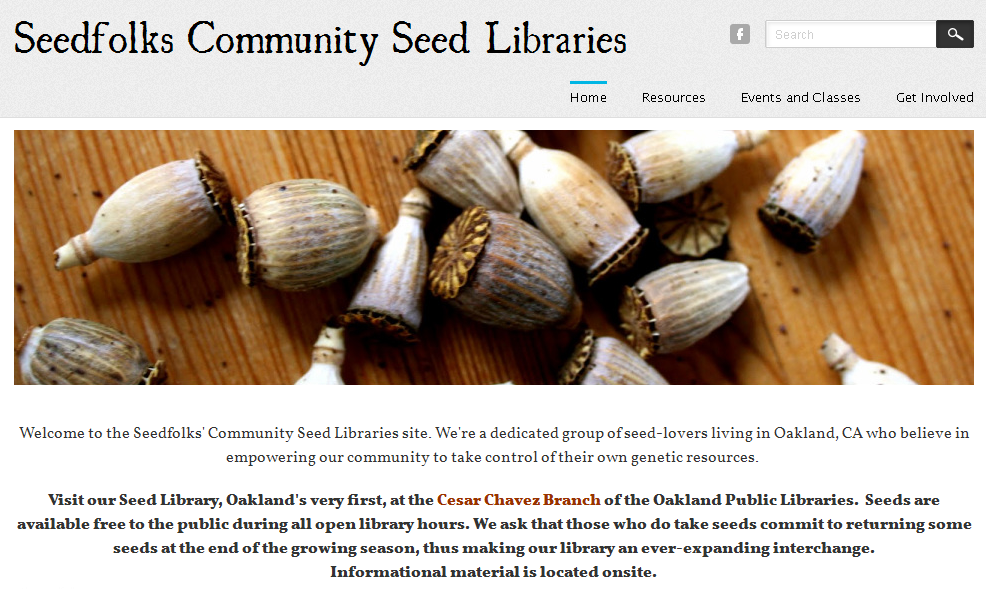 Seedfolks Community Seed Libraries
f
Search
Home Resources Events and Classes Get Involved
Welcome to the Seedfolks' Community Seed Libraries site. We're a dedicated group of seed-lovers living in Oakland, CA who believe in
empowering our community to take control of their own genetic resources.
Visit our Seed Library, Oakland's very first, at the Cesar Chavez Branch of the Oakland Public Libraries. Seeds are
available free to the public during all open library hours. We ask that those who do take seeds commit to returning some
seeds at the end of the growing season, thus making our library an ever-expanding interchange.
Informational material is located onsite.